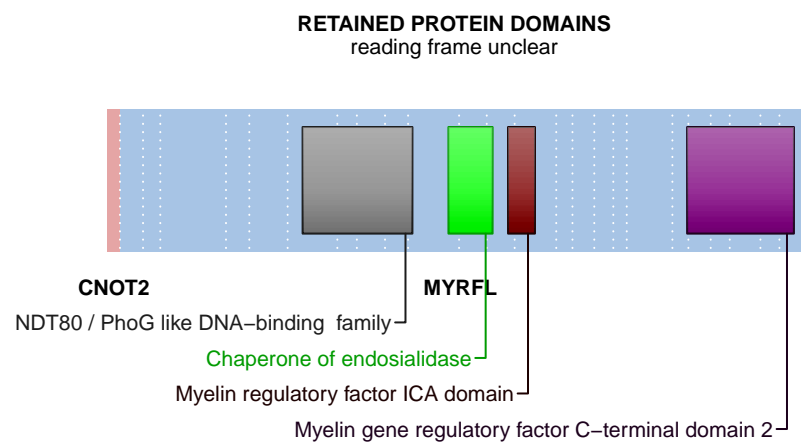 RETAINED PROTEIN DOMAINS
reading frame unclear
CNOT2 MYRFL
NDT80 / PhoG like DNA−binding  family
Chaperone of endosialidase
Myelin regulatory factor ICA domain
Myelin gene regulatory factor C−terminal domain 2